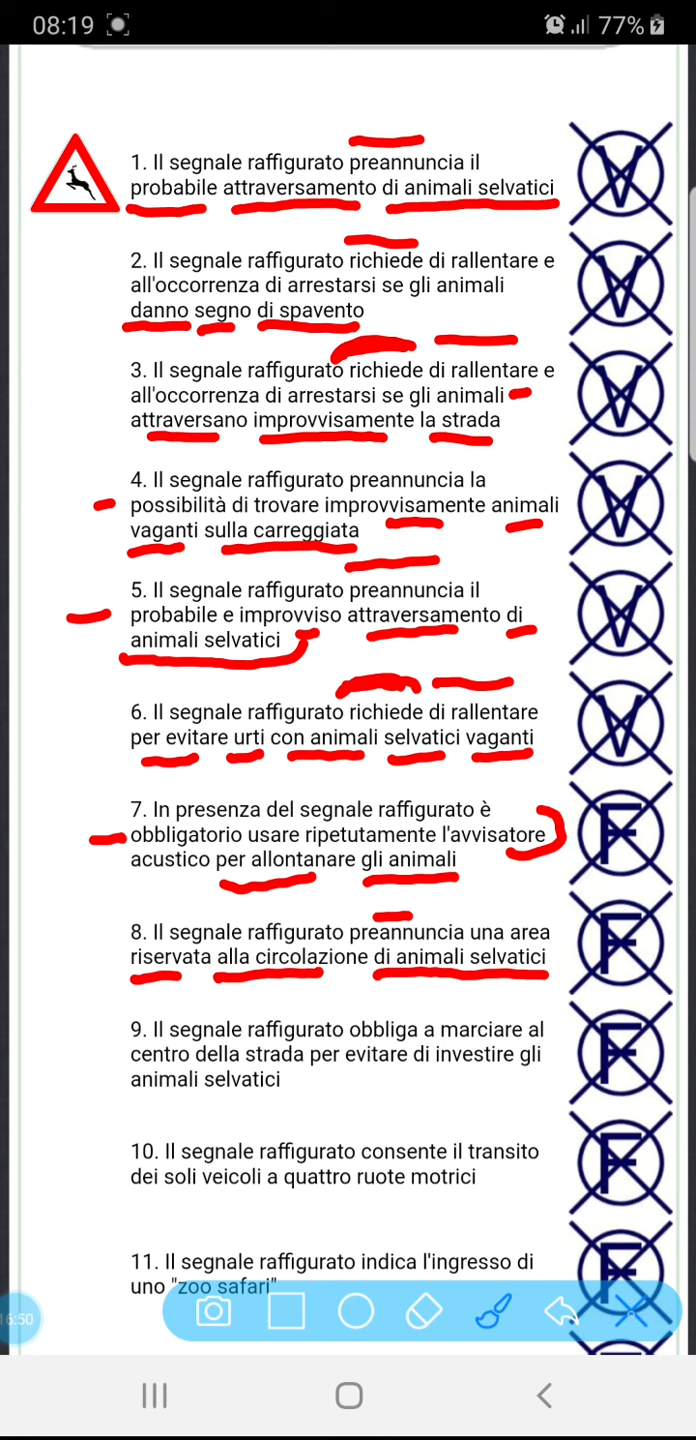 08:19
77%
1. Il segnale raffigurato preannuncia il
probabile attraversamento di animali selvatici
V
2. Il segnale raffigurato richiede di rallentare e
all'occorrenza di arrestarsi se gli animali
danno segno di spavento
V
3. Il segnale raffigurato richiede di rallentare e
all'occorrenza di arrestarsi se gli animali
attraversano improvvisamente la strada
V
4. Il segnale raffigurato preannuncia la
possibilità di trovare improvvisamente animali
vaganti sulla carreggiata
V
5. Il segnale raffigurato preannuncia il
probabile e improvviso attraversamento di
animali selvatici
V
6. Il segnale raffigurato richiede di rallentare
per evitare urti con animali selvatici vaganti
V
7. In presenza del segnale raffigurato è
obbligatorio usare ripetutamente l'avvisatore
acustico per allontanare gli animali
F
8. Il segnale raffigurato preannuncia una area
riservata alla circolazione di animali selvatici
F
9. Il segnale raffigurato obbliga a marciare al
centro della strada per evitare di investire gli
animali selvatici
F
10. Il segnale raffigurato consente il transito
dei soli veicoli a quattro ruote motrici
F
11. Il segnale raffigurato indica l'ingresso di
uno "zoo safari"
F
16:50